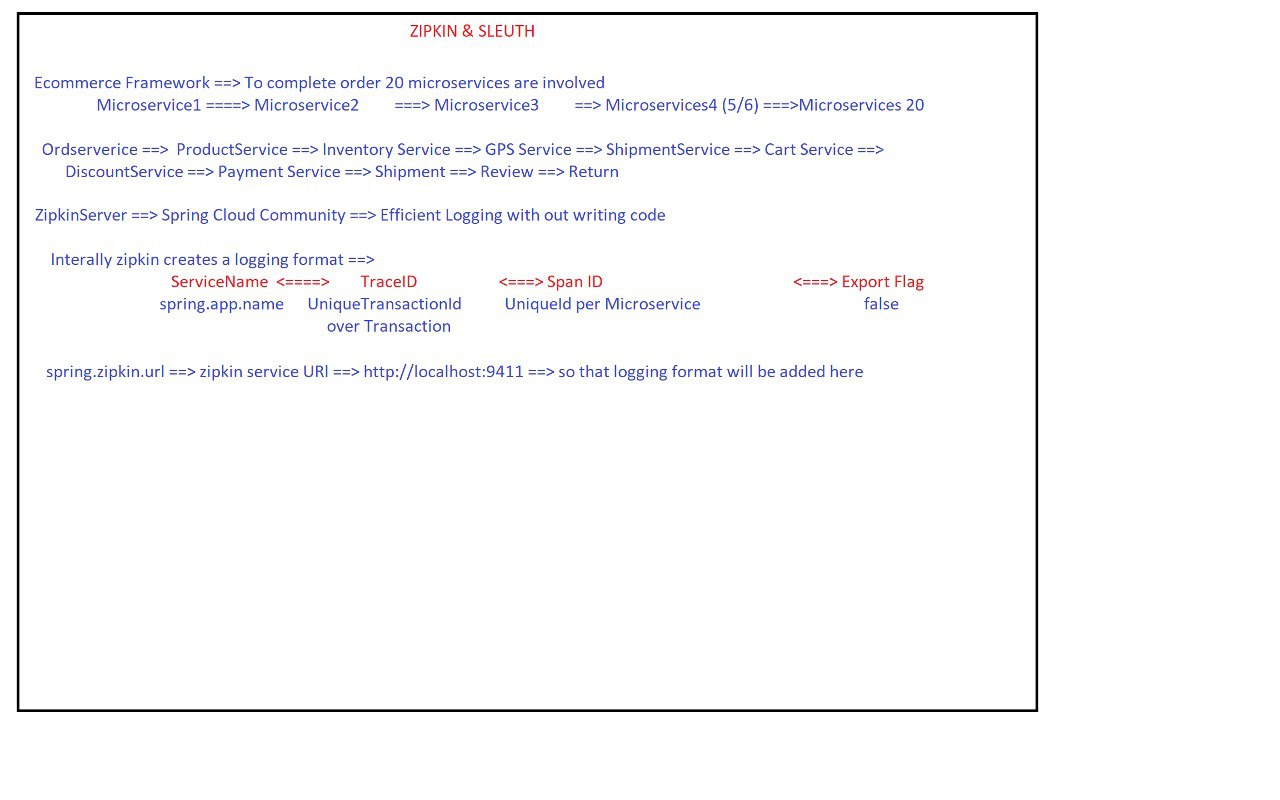 ZIPKIN & SLEUTH
Ecommerce Framework ==> To complete order 20 microservices are involved
Microservice1 ====> Microservice2 ===> Microservice3 ==> Microservices4 (5/6) ===>Microservices 20
Ordserverice ==> ProductService ==> Inventory Service ==> GPS Service ==> ShipmentService ==> Cart Service ==>
DiscountService ==> Payment Service ==> Shipment ==> Review ==> Return
ZipkinServer ==> Spring Cloud Community ==> Efficient Logging with out writing code
Interally zipkin creates a logging format ==>
ServiceName <====> TraceID <===> Span ID <===> Export Flag
spring.app.name UniqueTransactionId UniqueId per Microservice false
over Transaction
spring.zipkin.url ==> zipkin service URl ==> http://localhost:9411 ==> so that logging format will be added here